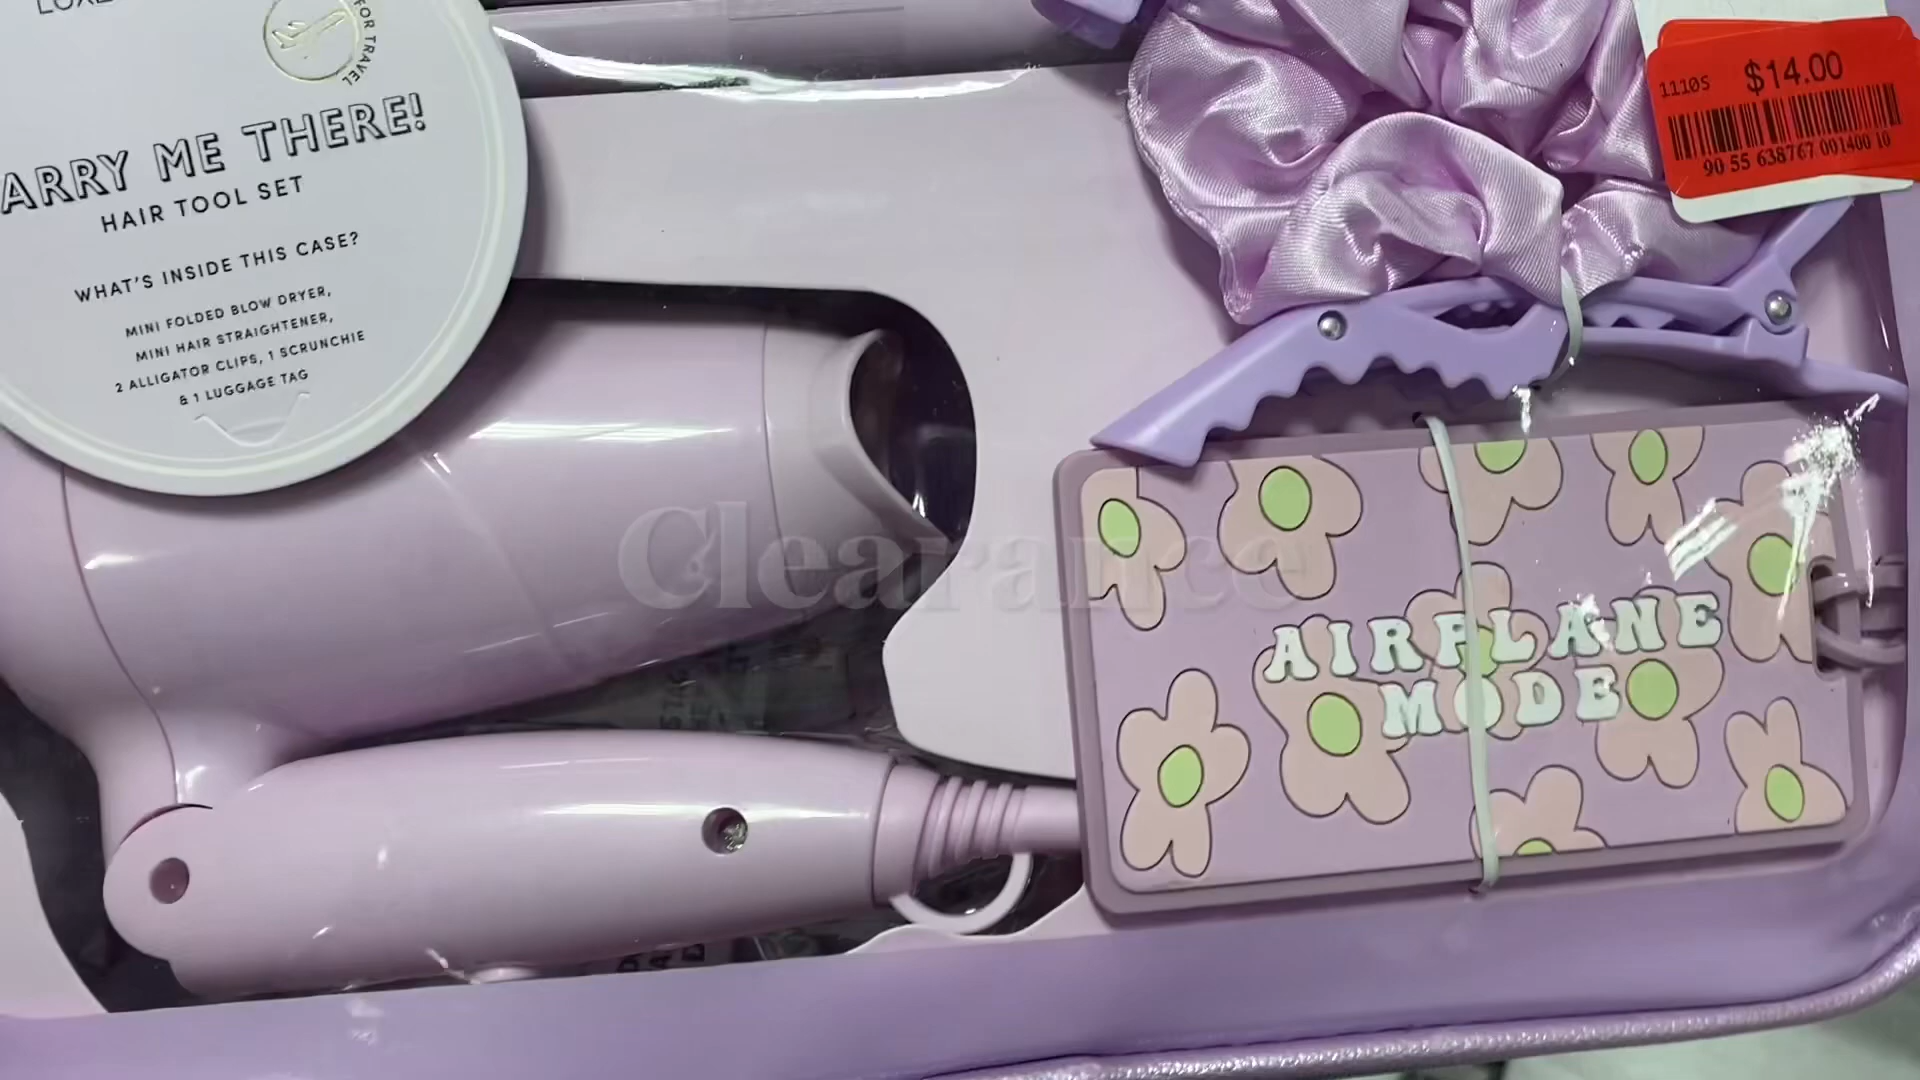 FOR TRAVEL
ARRY ME THERE!
HAIR TOOL SET
WHAT'S INSIDE THIS CASE?
MINI FOLDED BLOW DRYER,
MINI HAIR STRAIGHTENER,
2 ALLIGATOR CLIPS, 1 SCRUNCHIE
& 1 LUGGAGE TAG
1110S $14.00
90 55 638767 001400 10
Clearance
AIRPLANE
MODE